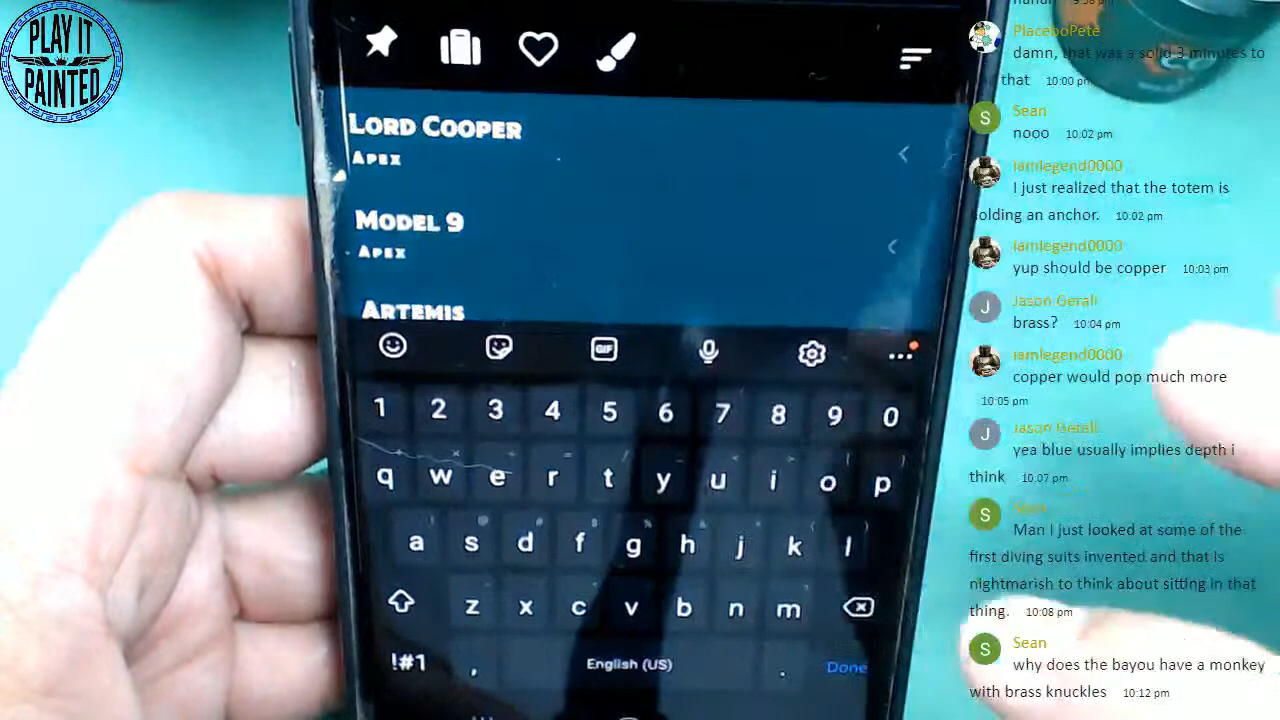 PLAY IT
PAINTED
LORD COOPER
APEX
MODEL 9
APEX
ARTEMIS
GIF
1 2 3 4 5 6 7 8 9 0
q w e r t y u i o p
a s d f g h j k l
z x c v b n m
!#1 , English (US) . Done
9:58 pm
PlaceboPete
damn, that was a solid 3 minutes to
that 10:00 pm
S Sean
nooo 10:02 pm
Iamlegend0000
I just realized that the totem is
holding an anchor. 10:02 pm
Iamlegend0000
yup should be copper 10:03 pm
J Jason Gerali
brass? 10:04 pm
Iamlegend0000
copper would pop much more
10:05 pm
J Jason Gerali
yea blue usually implies depth i
think 10:07 pm
S Sean
Man I just looked at some of the
first diving suits invented and that is
nightmarish to think about sitting in that
thing. 10:08 pm
S Sean
why does the bayou have a monkey
with brass knuckles 10:12 pm